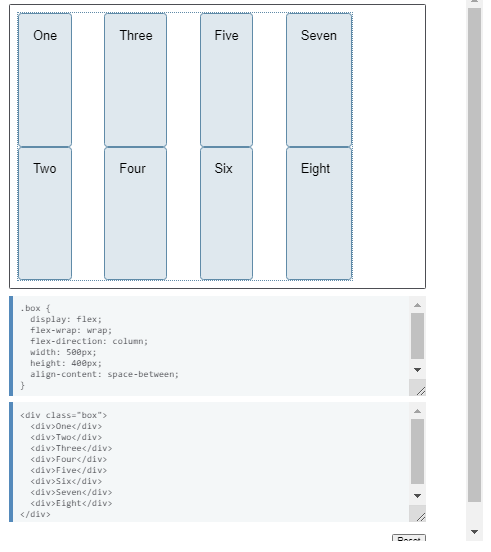 One Three Five Seven
Two Four Six Eight
.box {
  display: flex;
  flex-wrap: wrap;
  flex-direction: column;
  width: 500px;
  height: 400px;
  align-content: space-between;
}
<div class="box">
  <div>One</div>
  <div>Two</div>
  <div>Three</div>
  <div>Four</div>
  <div>Five</div>
  <div>Six</div>
  <div>Seven</div>
  <div>Eight</div>
</div>
Reset